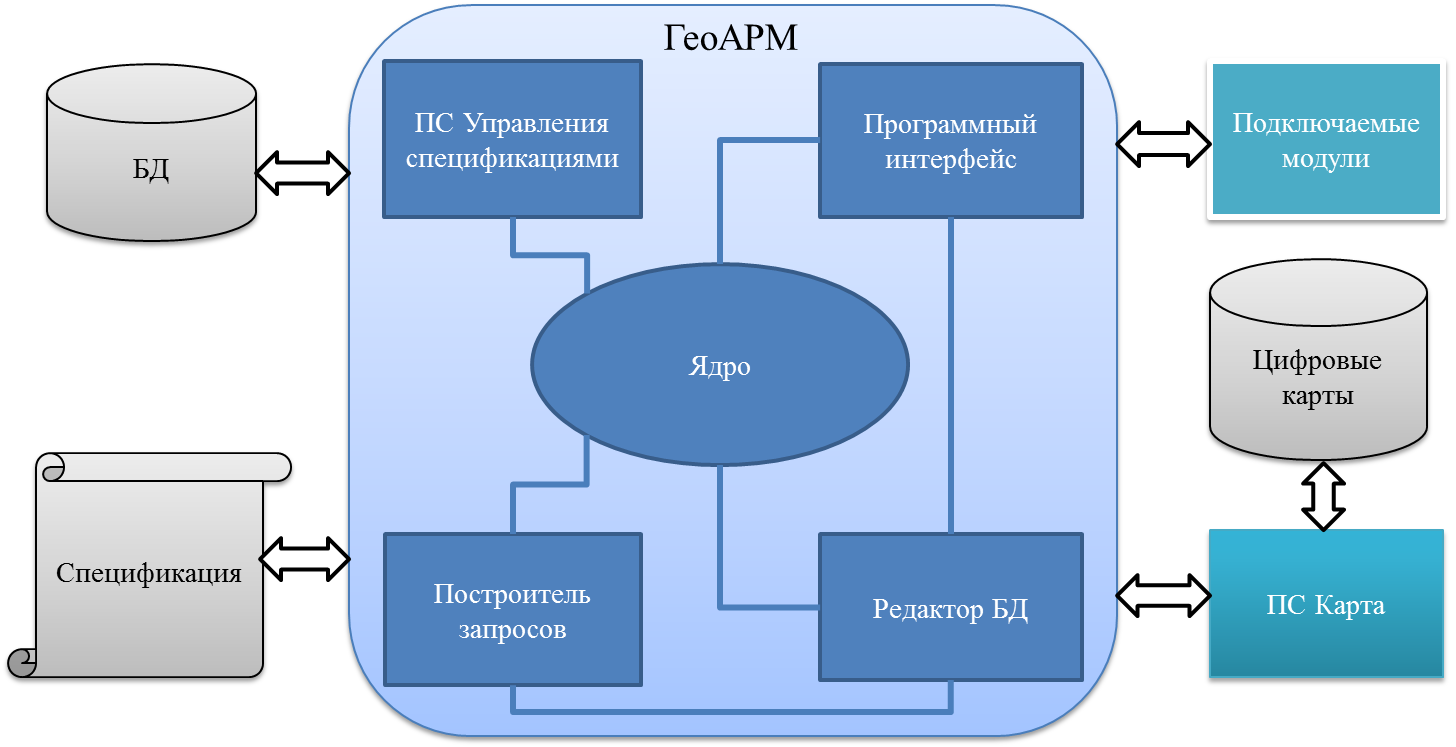 ГеоАРМ
БД
ПС Управления
спецификациями
Программный
интерфейс
Подключаемые
модули
Ядро
Цифровые
карты
Спецификация
Построитель
запросов
Редактор БД
ПС Карта